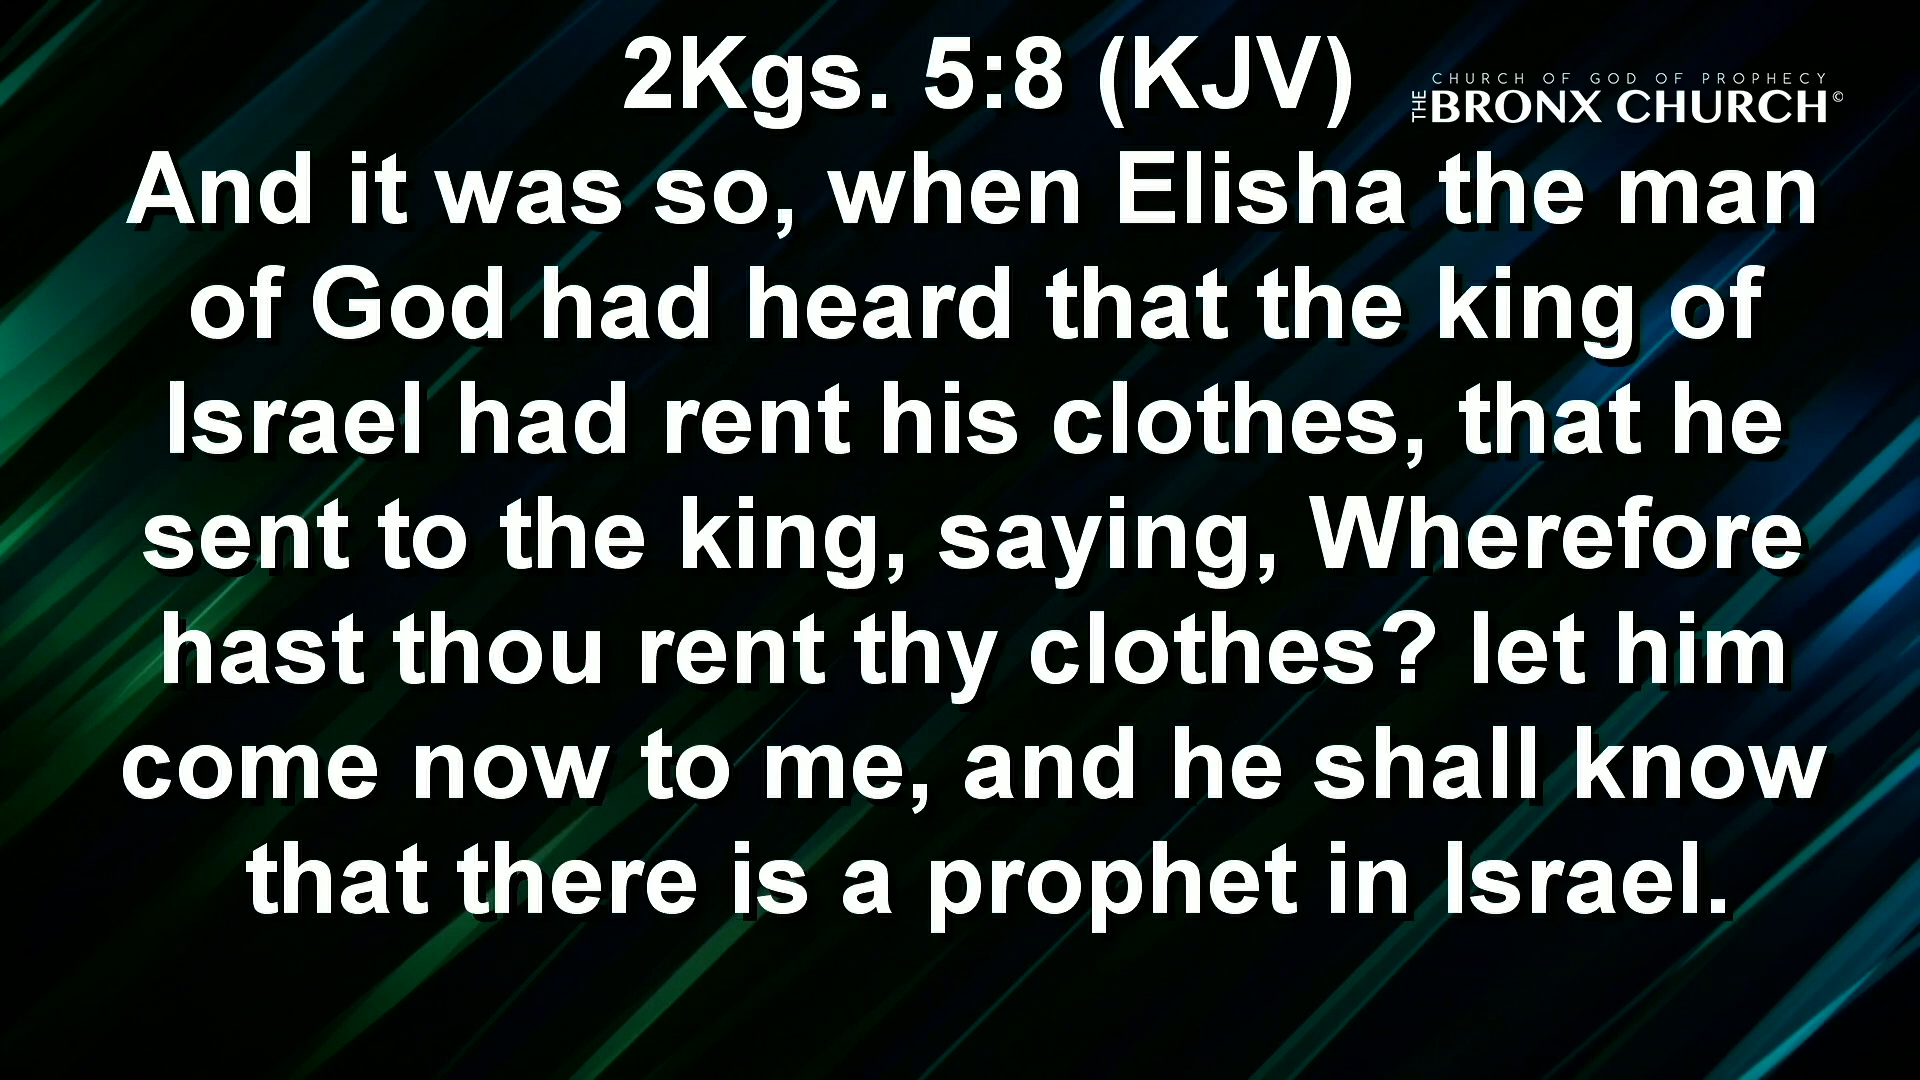 2Kgs. 5:8 (KJV)
CHURCH OF GOD OF PROPHECY
THE BRONX CHURCH©
And it was so, when Elisha the man
of God had heard that the king of
Israel had rent his clothes, that he
sent to the king, saying, Wherefore
hast thou rent thy clothes? let him
come now to me, and he shall know
that there is a prophet in Israel.